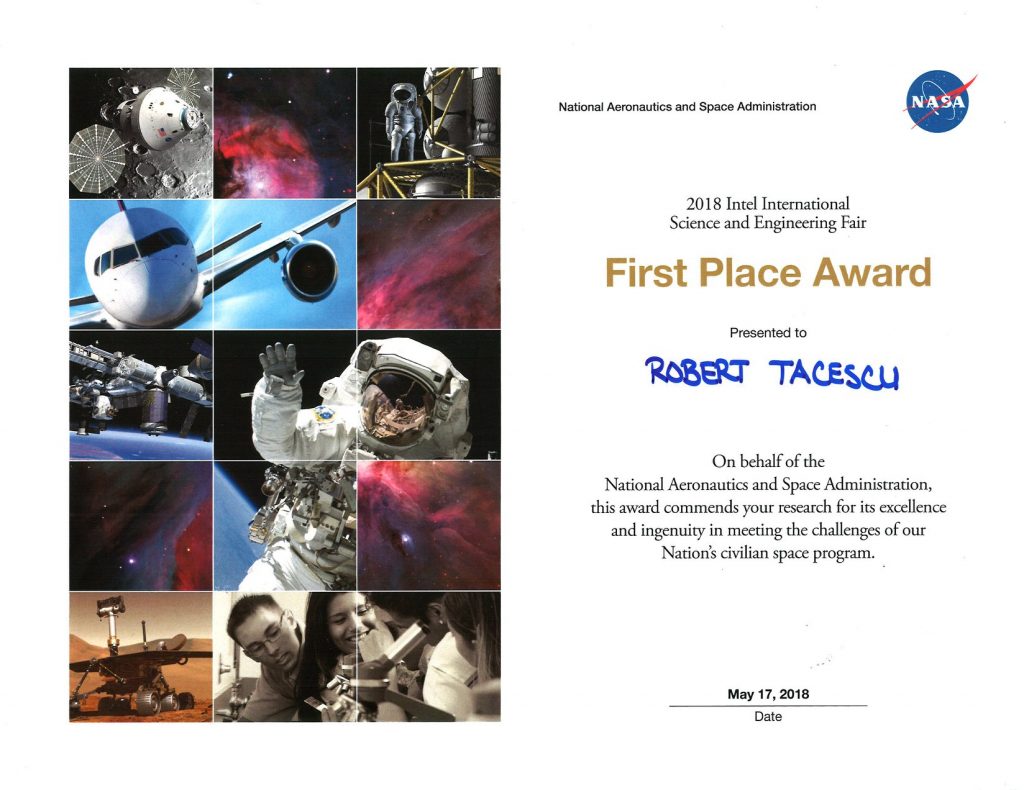 National Aeronautics and Space Administration
NASA
2018 Intel International
Science and Engineering Fair
First Place Award
Presented to
ROBERT TACESCU
On behalf of the
National Aeronautics and Space Administration,
this award commends your research for its excellence
and ingenuity in meeting the challenges of our
Nation's civilian space program.
May 17, 2018
Date